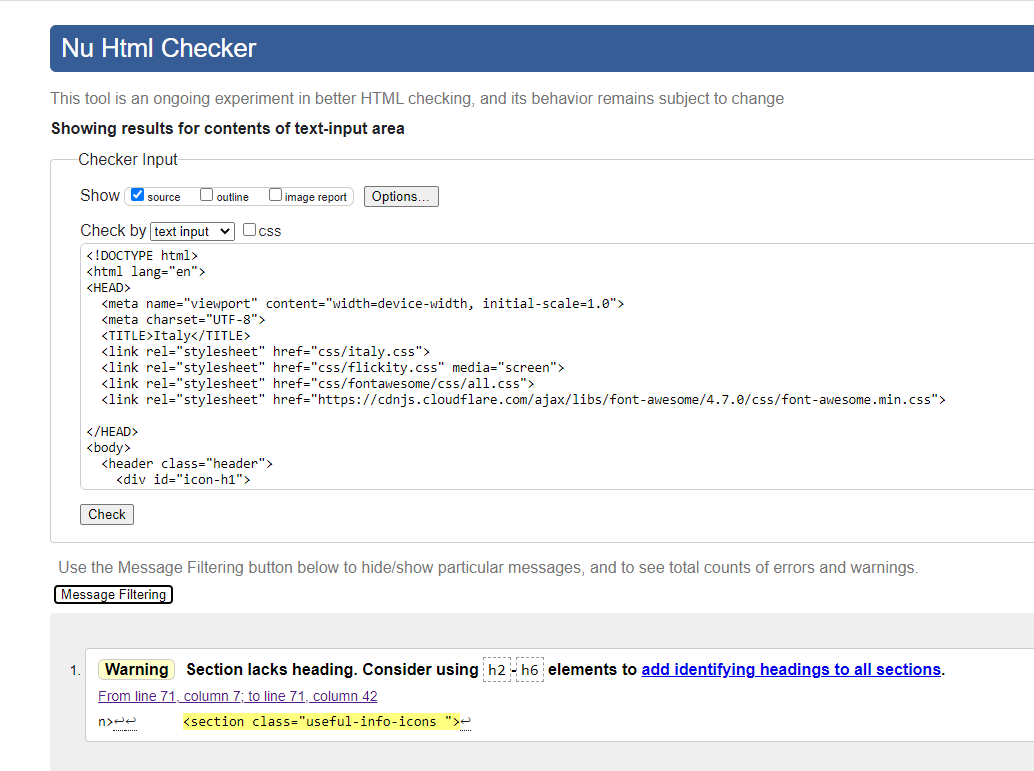 Nu Html Checker
This tool is an ongoing experiment in better HTML checking, and its behavior remains subject to change
Showing results for contents of text-input area
Checker Input
Show source outline image report Options...
Check by text input css
<!DOCTYPE html>
<html lang="en">
<HEAD>
<meta name="viewport" content="width=device-width, initial-scale=1.0">
<meta charset="UTF-8">
<TITLE>Italy</TITLE>
<link rel="stylesheet" href="css/italy.css">
<link rel="stylesheet" href="css/flickity.css" media="screen">
<link rel="stylesheet" href="css/fontawesome/css/all.css">
<link rel="stylesheet" href="https://cdnjs.cloudflare.com/ajax/libs/font-awesome/4.7.0/css/font-awesome.min.css">
</HEAD>
<body>
<header class="header">
<div id="icon-h1">
Check
Use the Message Filtering button below to hide/show particular messages, and to see total counts of errors and warnings.
Message Filtering
1. Warning Section lacks heading. Consider using h2-h6 elements to add identifying headings to all sections.
From line 71, column 7; to line 71, column 42
n>↩↩ <section class="useful-info-icons ">↩